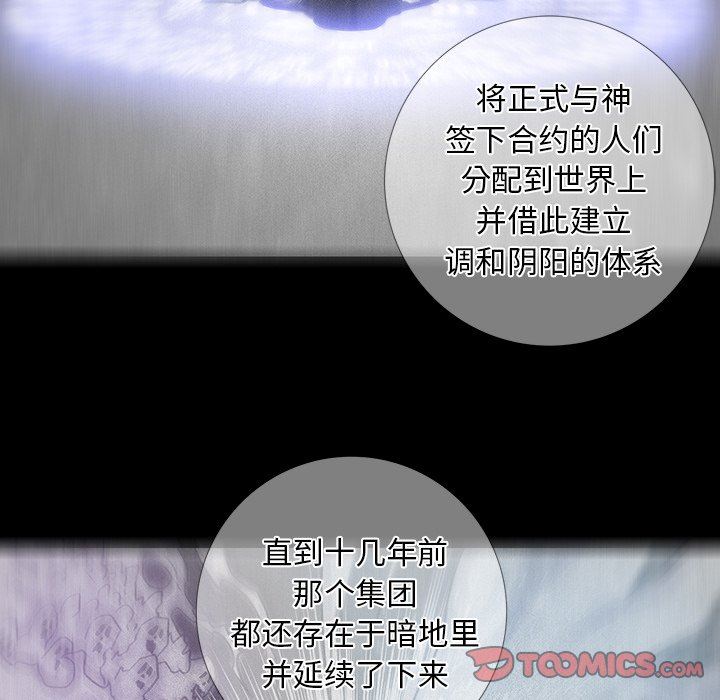 将正式与神
签下合约的人们
分配到世界上
并借此建立
调和阴阳的体系
直到十几年前
那个集团
都还存在于暗地里
并延续了下来
TOOMICS.COM